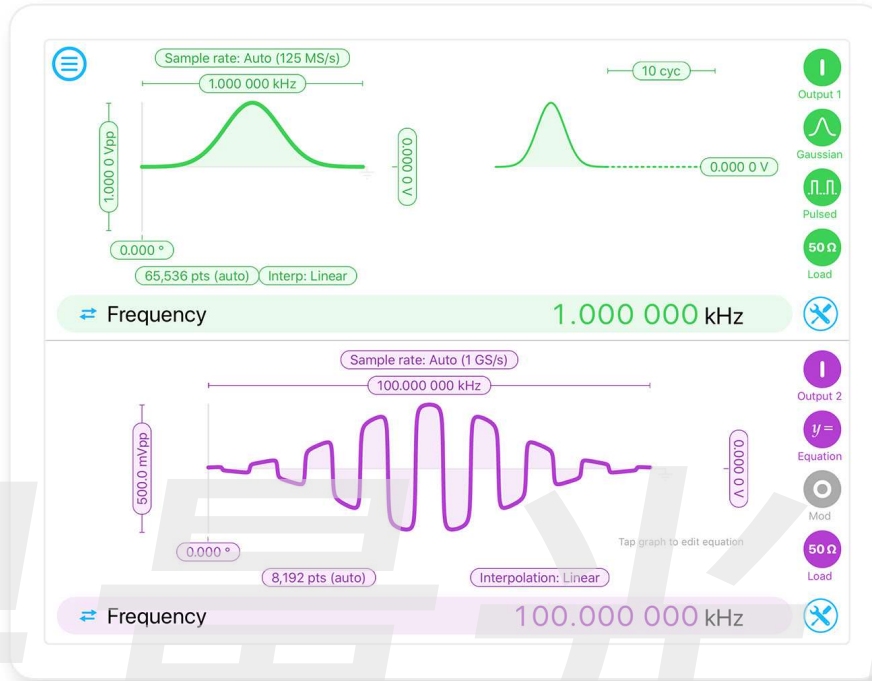 Sample rate: Auto (125 MS/s)
1.000 000 kHz
10 cyc
Output 1
1.000 0 Vpp
0.000 0 V
0.000 0 V
Gaussian
Pulsed
0.000 °
50 Ω
Load
65,536 pts (auto)
Interp: Linear
Frequency
1.000 000 kHz
Sample rate: Auto (1 GS/s)
100.000 000 kHz
Output 2
500.0 mVpp
0.000 0 V
y =
Equation
Mod
Tap graph to edit equation
0.000 °
50 Ω
Load
8,192 pts (auto)
Interpolation: Linear
Frequency
100.000 000 kHz